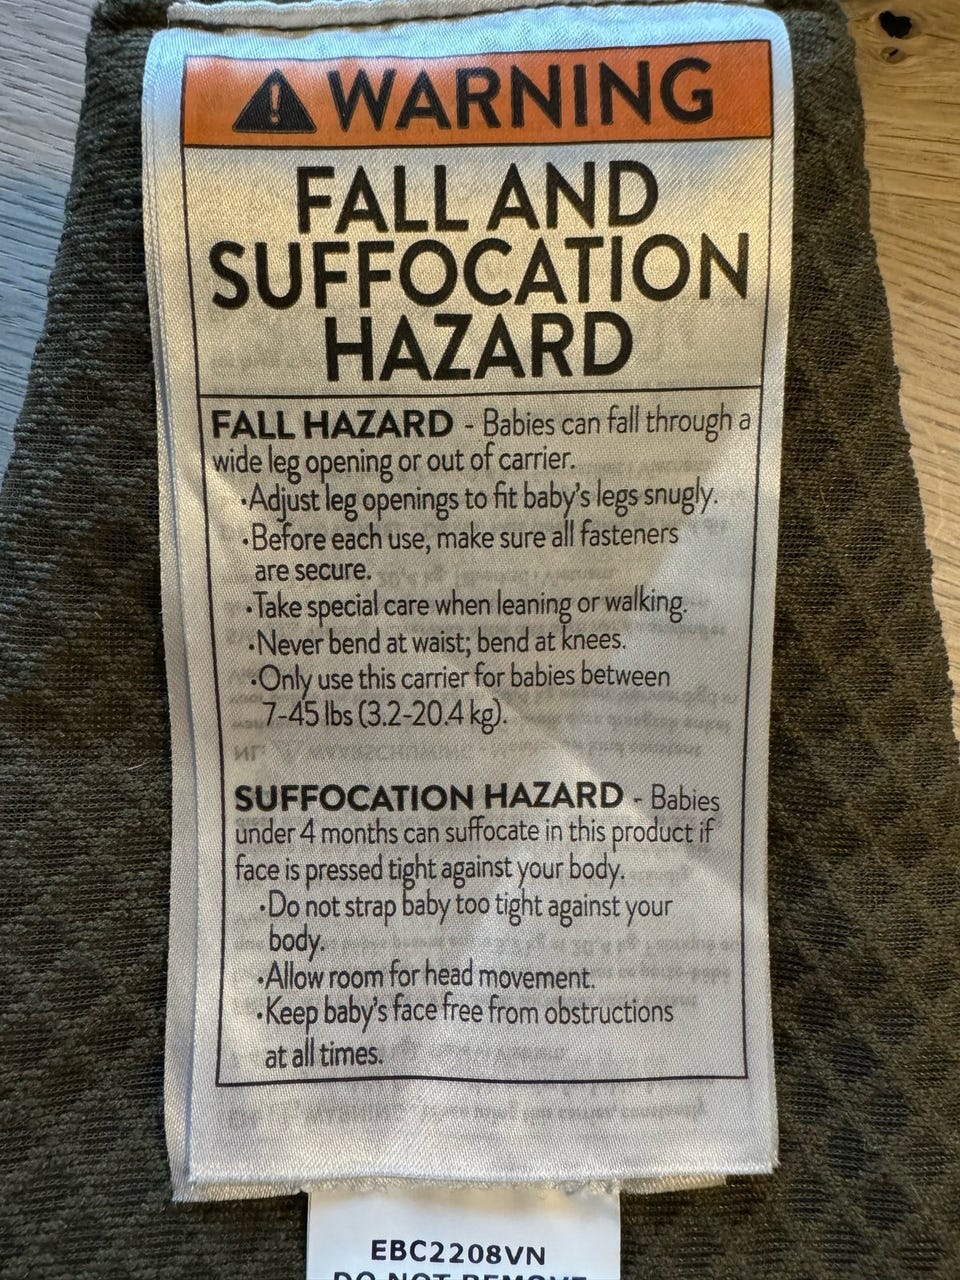 WARNING
FALL AND
SUFFOCATION
HAZARD
FALL HAZARD - Babies can fall through a
wide leg opening or out of carrier.
•Adjust leg openings to fit baby's legs snugly.
•Before each use, make sure all fasteners
are secure.
•Take special care when leaning or walking.
•Never bend at waist; bend at knees.
•Only use this carrier for babies between
7-45 lbs (3.2-20.4 kg).
SUFFOCATION HAZARD - Babies
under 4 months can suffocate in this product if
face is pressed tight against your body.
•Do not strap baby too tight against your
body.
•Allow room for head movement.
•Keep baby's face free from obstructions
at all times.
EBC2208VN
DO NOT REMOVE